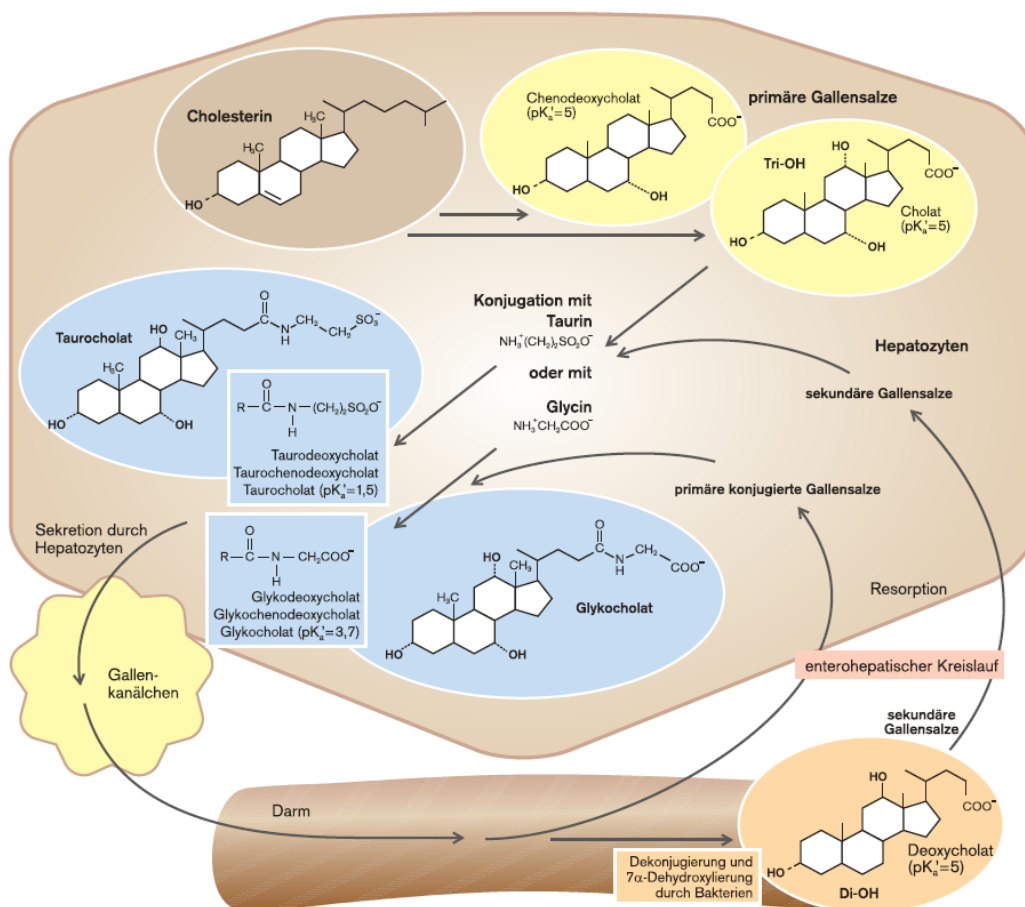 Cholesterin
H₃C
H₃C
HO
Chenodeoxycholat
(pKa'=5)
COO⁻
HO
OH
primäre Gallensalze
Tri-OH
HO
COO⁻
Cholat
(pKa'=5)
HO
OH
Taurocholat
HO
CH₃
H₃C
O
C
N
H
SO₃⁻
HO
OH
O
R–C–N–(CH₂)₂SO₂O⁻
H
Taurodeoxycholat
Taurochenodeoxycholat
Taurocholat (pKa'=1,5)
Konjugation mit
Taurin
NH₃⁺(CH₂)₂SO₂O⁻
oder mit
Glycin
NH₃⁺CH₂COO⁻
Hepatozyten
sekundäre Gallensalze
primäre konjugierte Gallensalze
Sekretion durch
Hepatozyten
O
R–C–N–CH₂COO⁻
H
Glykodeoxycholat
Glykochenodeoxycholat
Glykocholat (pKa'=3,7)
HO
CH₃
H₃C
O
C
N
H
H₂
C
COO⁻
Glykocholat
HO
OH
Resorption
enterohepatischer Kreislauf
Gallen-
kanälchen
sekundäre
Gallensalze
Darm
Dekonjugierung und
7α-Dehydroxylierung
durch Bakterien
HO
COO⁻
Deoxycholat
(pKa'=5)
HO
Di-OH